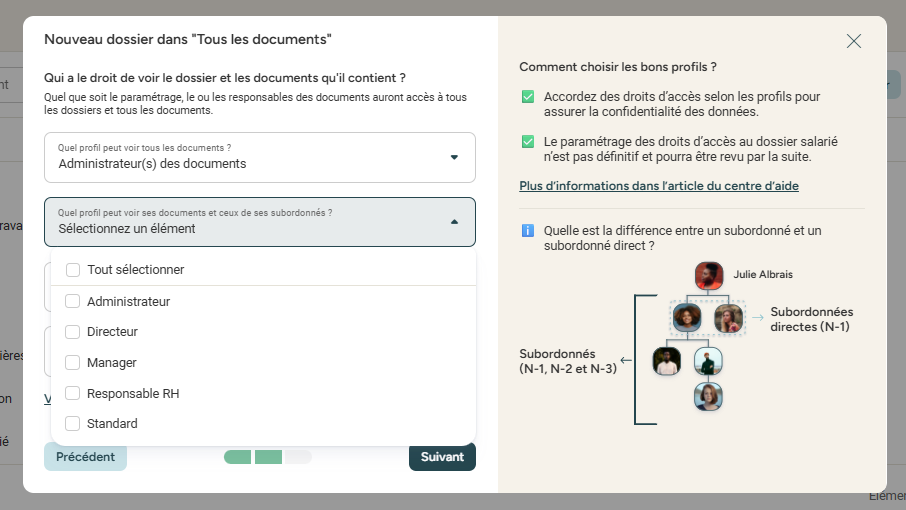 Nouveau dossier dans "Tous les documents"
Qui a le droit de voir le dossier et les documents qu'il contient ?
Quel que soit le paramétrage, le ou les responsables des documents auront accès à tous
les dossiers et tous les documents.
Quel profil peut voir tous les documents ?
Administrateur(s) des documents
Quel profil peut voir ses documents et ceux de ses subordonnés ?
Sélectionnez un élément
Tout sélectionner
Administrateur
Directeur
Manager
Responsable RH
Standard
Précédent
Suivant
Comment choisir les bons profils ?
Accordez des droits d'accès selon les profils pour
assurer la confidentialité des données.
Le paramétrage des droits d'accès au dossier salarié
n'est pas définitif et pourra être revu par la suite.
Plus d'informations dans l'article du centre d'aide
Quelle est la différence entre un subordonné et un
subordonné direct ?
Julie Albrais
Subordonnées
directes (N-1)
Subordonnés
(N-1, N-2 et N-3)